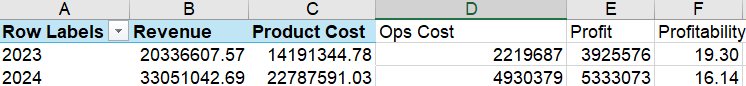 A B C D E F
Row Labels Revenue Product Cost Ops Cost Profit Profitability
2023 20336607.57 14191344.78 2219687 3925576 19.30
2024 33051042.69 22787591.03 4930379 5333073 16.14